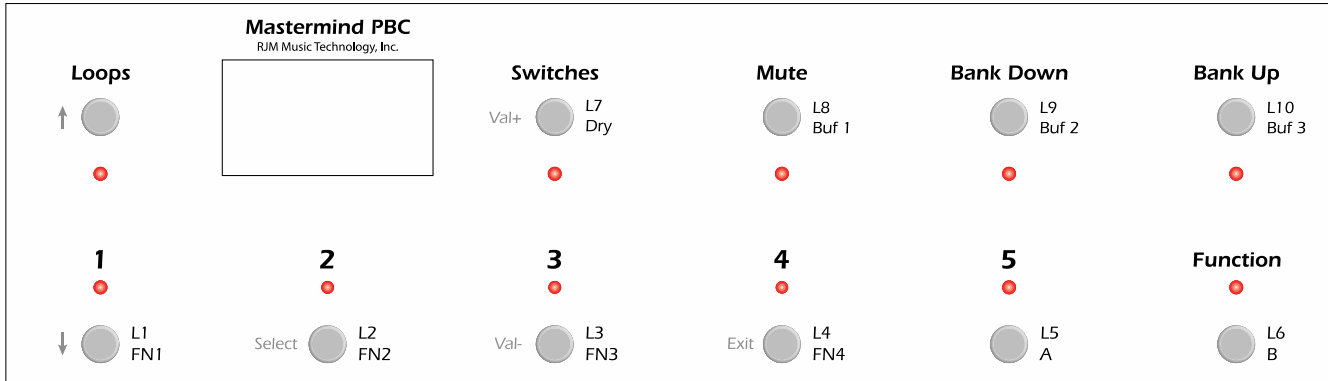 Mastermind PBC
RJM Music Technology, Inc.
Loops
Switches
Mute
Bank Down
Bank Up
Val+
L7
Dry
L8
Buf 1
L9
Buf 2
L10
Buf 3
1
2
3
4
5
Function
L1
FN1
Select
L2
FN2
Val-
L3
FN3
Exit
L4
FN4
L5
A
L6
B